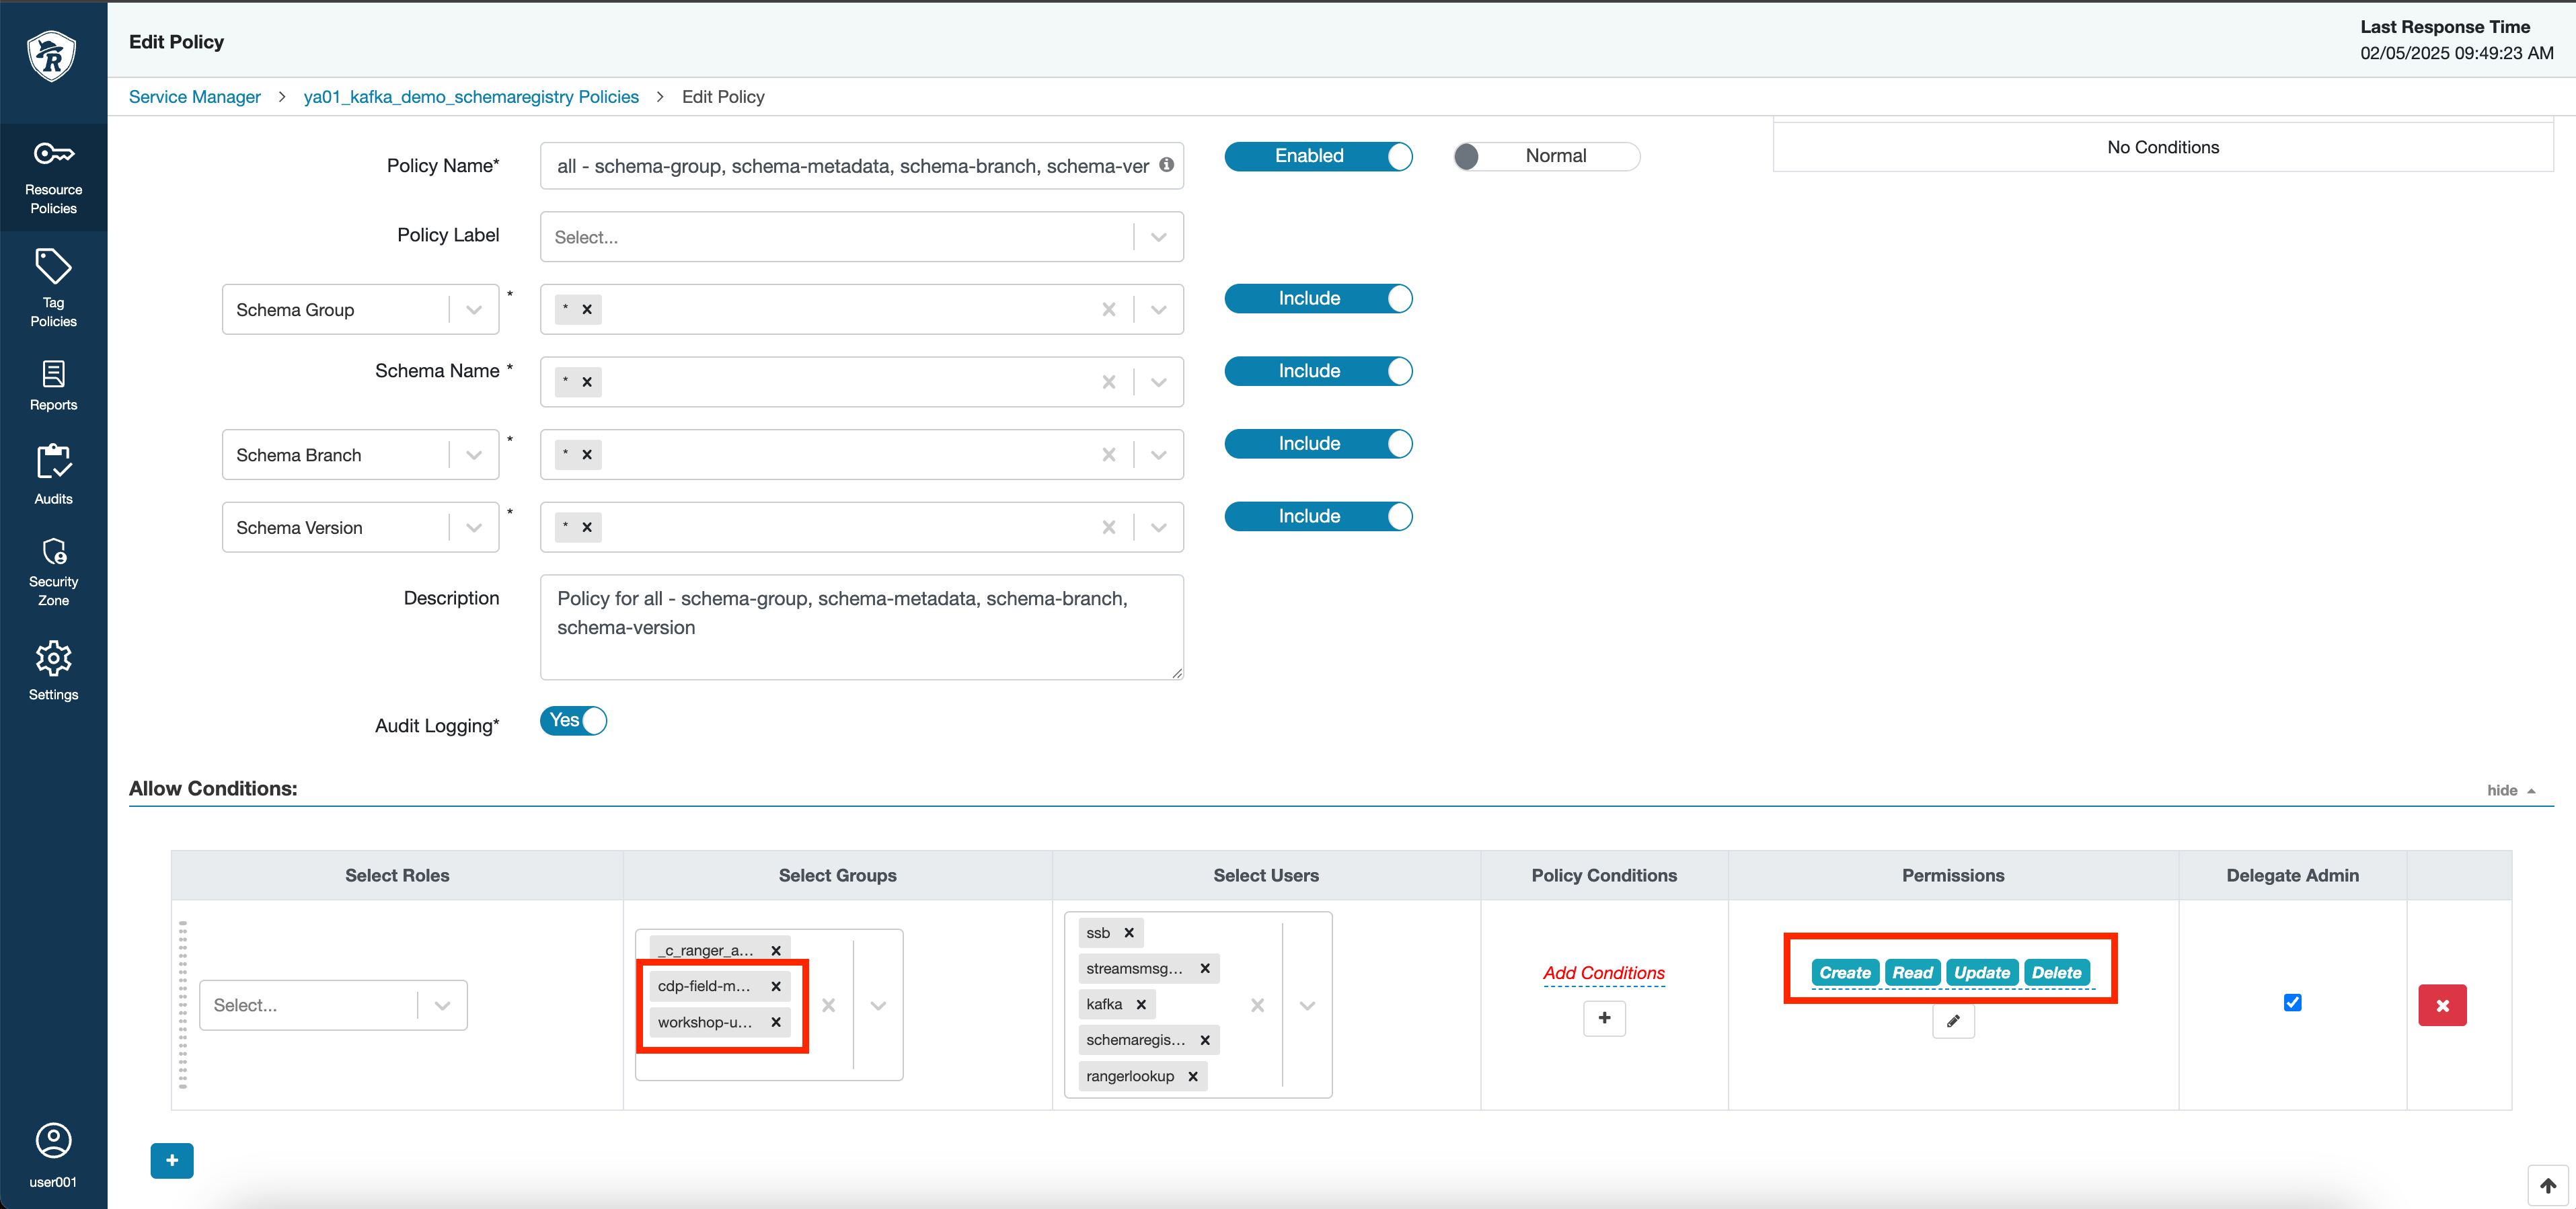 Edit Policy
Last Response Time
02/05/2025 09:49:23 AM
Service Manager > ya01_kafka_demo_schemaregistry Policies > Edit Policy
Resource
Policies
Tag
Policies
Reports
Audits
Security
Zone
Settings
user001
No Conditions
Policy Name* all - schema-group, schema-metadata, schema-branch, schema-ver Enabled Normal
Policy Label Select...
Schema Group * * Include
Schema Name * * Include
Schema Branch * * Include
Schema Version * * Include
Description Policy for all - schema-group, schema-metadata, schema-branch,
schema-version
Audit Logging* Yes
Allow Conditions:
hide
Select Roles Select Groups Select Users Policy Conditions Permissions Delegate Admin
Select...
_c_ranger_a...
cdp-field-m...
workshop-u...
ssb
streamsmsg...
kafka
schemaregis...
rangerlookup
Add Conditions
+
Create Read Update Delete
+